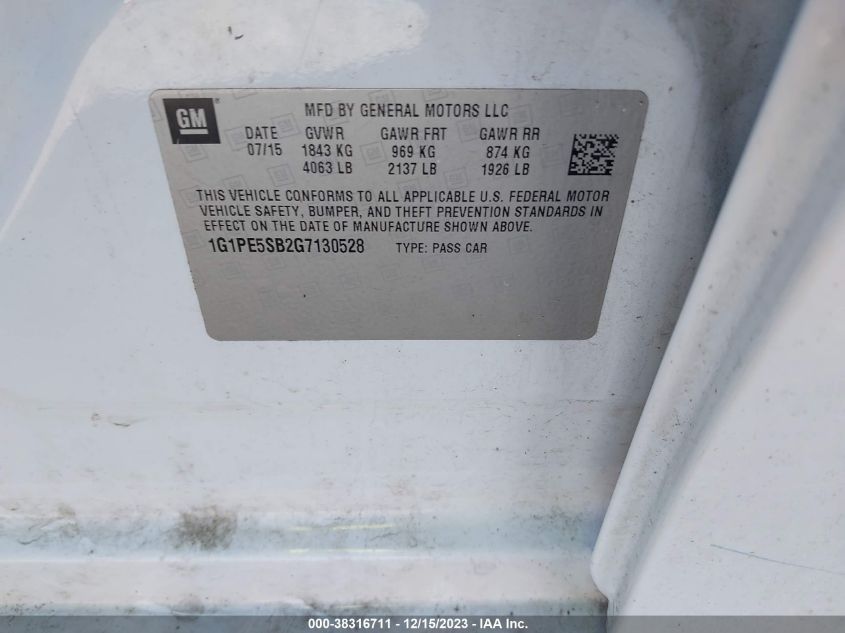 GM ®
MFD BY GENERAL MOTORS LLC
DATE GVWR GAWR FRT GAWR RR
07/15 1843 KG 969 KG 874 KG
4063 LB 2137 LB 1926 LB
THIS VEHICLE CONFORMS TO ALL APPLICABLE U.S. FEDERAL MOTOR
VEHICLE SAFETY, BUMPER, AND THEFT PREVENTION STANDARDS IN
EFFECT ON THE DATE OF MANUFACTURE SHOWN ABOVE.
1G1PE5SB2G7130528 TYPE: PASS CAR
000-38316711 - 12/15/2023 - IAAI.com